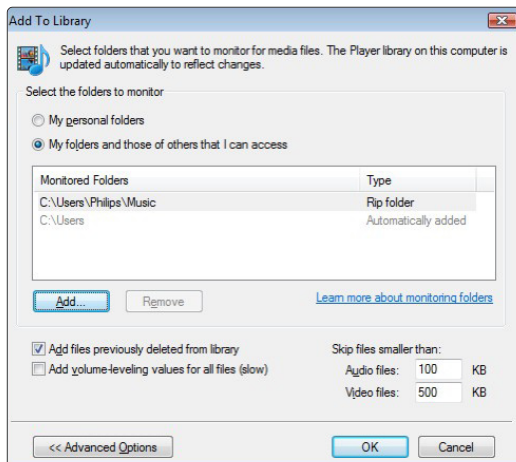 Add To Library
Select folders that you want to monitor for media files. The Player library on this computer is
updated automatically to reflect changes.
Select the folders to monitor
My personal folders
My folders and those of others that I can access
Monitored Folders Type
C:\Users\Philips\Music Rip folder
C:\Users Automatically added
Add... Remove Learn more about monitoring folders
Add files previously deleted from library Skip files smaller than:
Add volume-leveling values for all files (slow) Audio files: 100 KB
Video files: 500 KB
<< Advanced Options OK Cancel